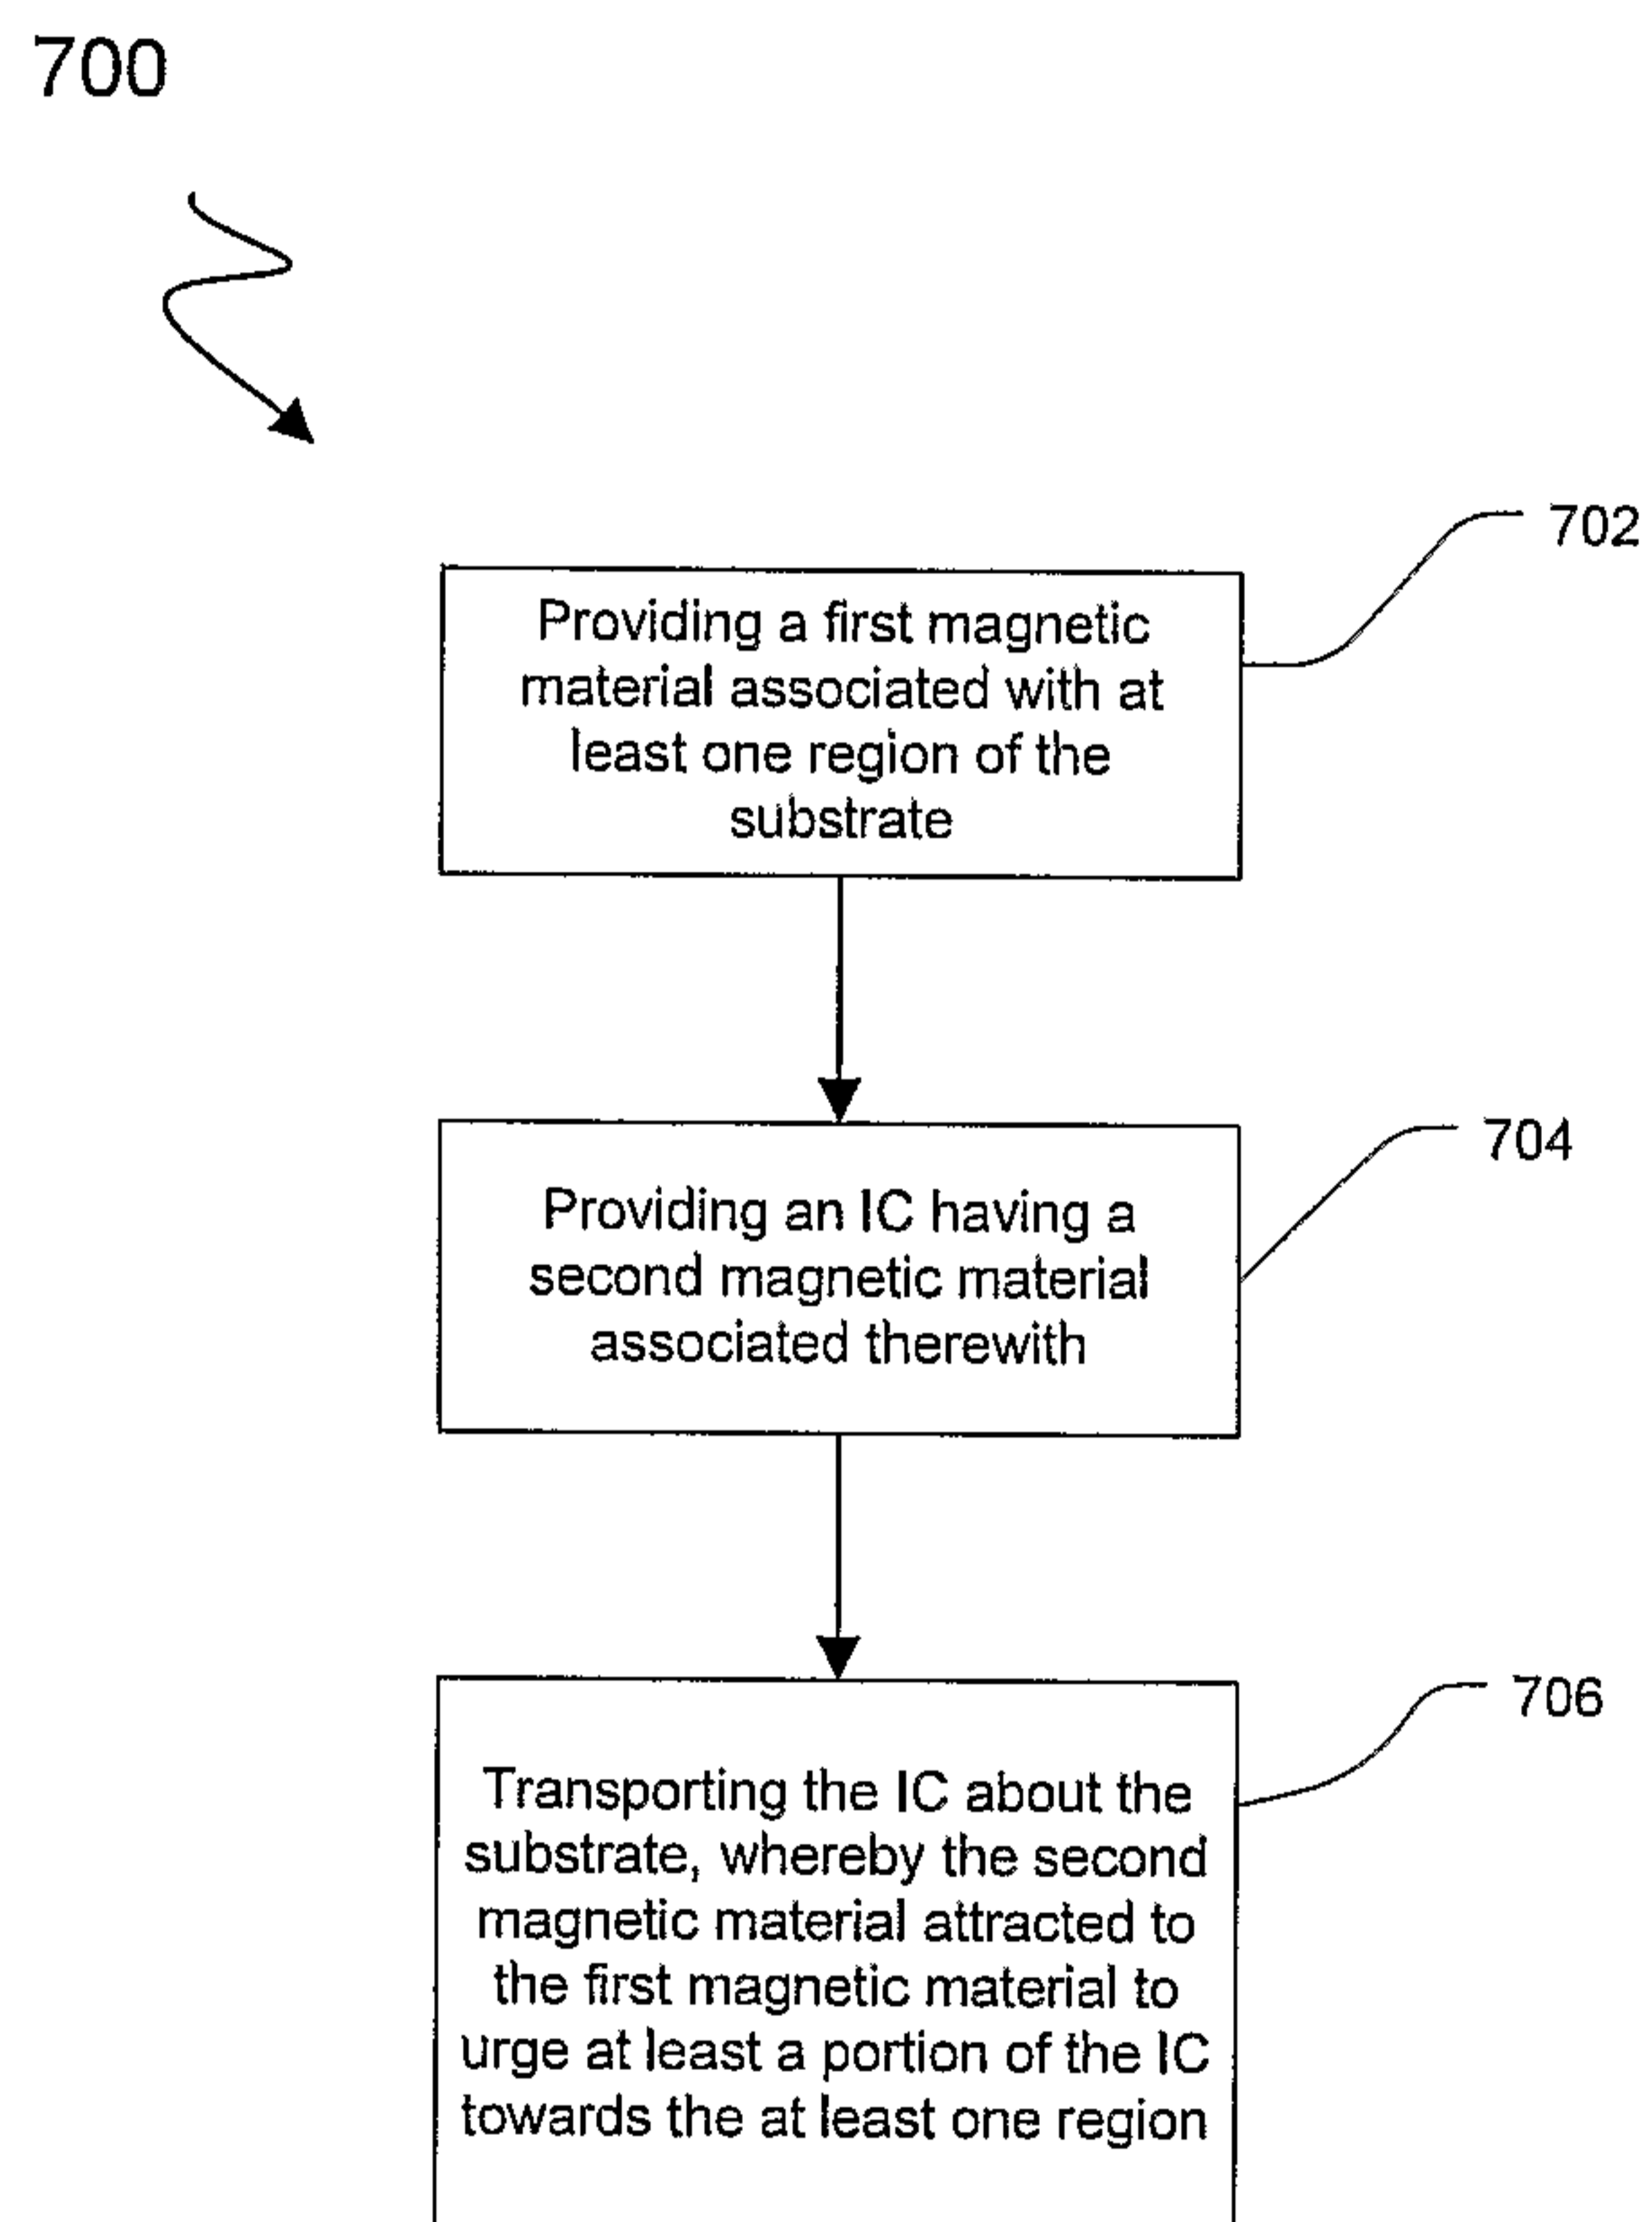 700
702
Providing a first magnetic
material associated with at
least one region of the
substrate
704
Providing an IC having a
second magnetic material
associated therewith
706
Transporting the IC about the
substrate, whereby the second
magnetic material attracted to
the first magnetic material to
urge at least a portion of the IC
towards the at least one region